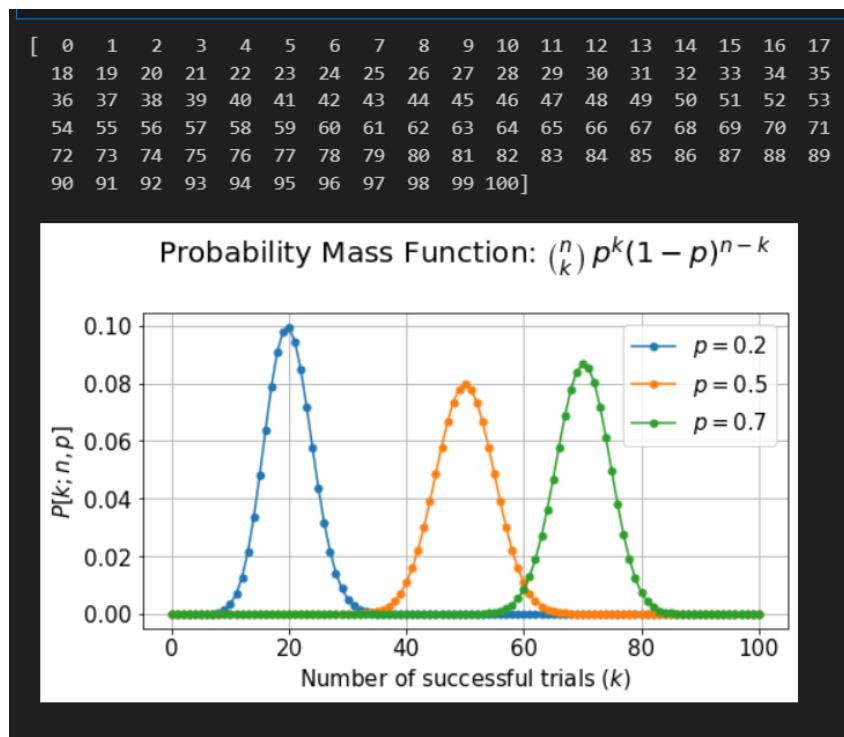 [  0   1   2   3   4   5   6   7   8   9  10  11  12  13  14  15  16  17
18  19  20  21  22  23  24  25  26  27  28  29  30  31  32  33  34  35
36  37  38  39  40  41  42  43  44  45  46  47  48  49  50  51  52  53
54  55  56  57  58  59  60  61  62  63  64  65  66  67  68  69  70  71
72  73  74  75  76  77  78  79  80  81  82  83  84  85  86  87  88  89
90  91  92  93  94  95  96  97  98  99 100]
Probability Mass Function: $\binom{n}{k} p^k(1-p)^{n-k}$
0.10
0.08
0.06
0.04
0.02
0.00
P[k; n, p]
p = 0.2
p = 0.5
p = 0.7
0 20 40 60 80 100
Number of successful trials (k)